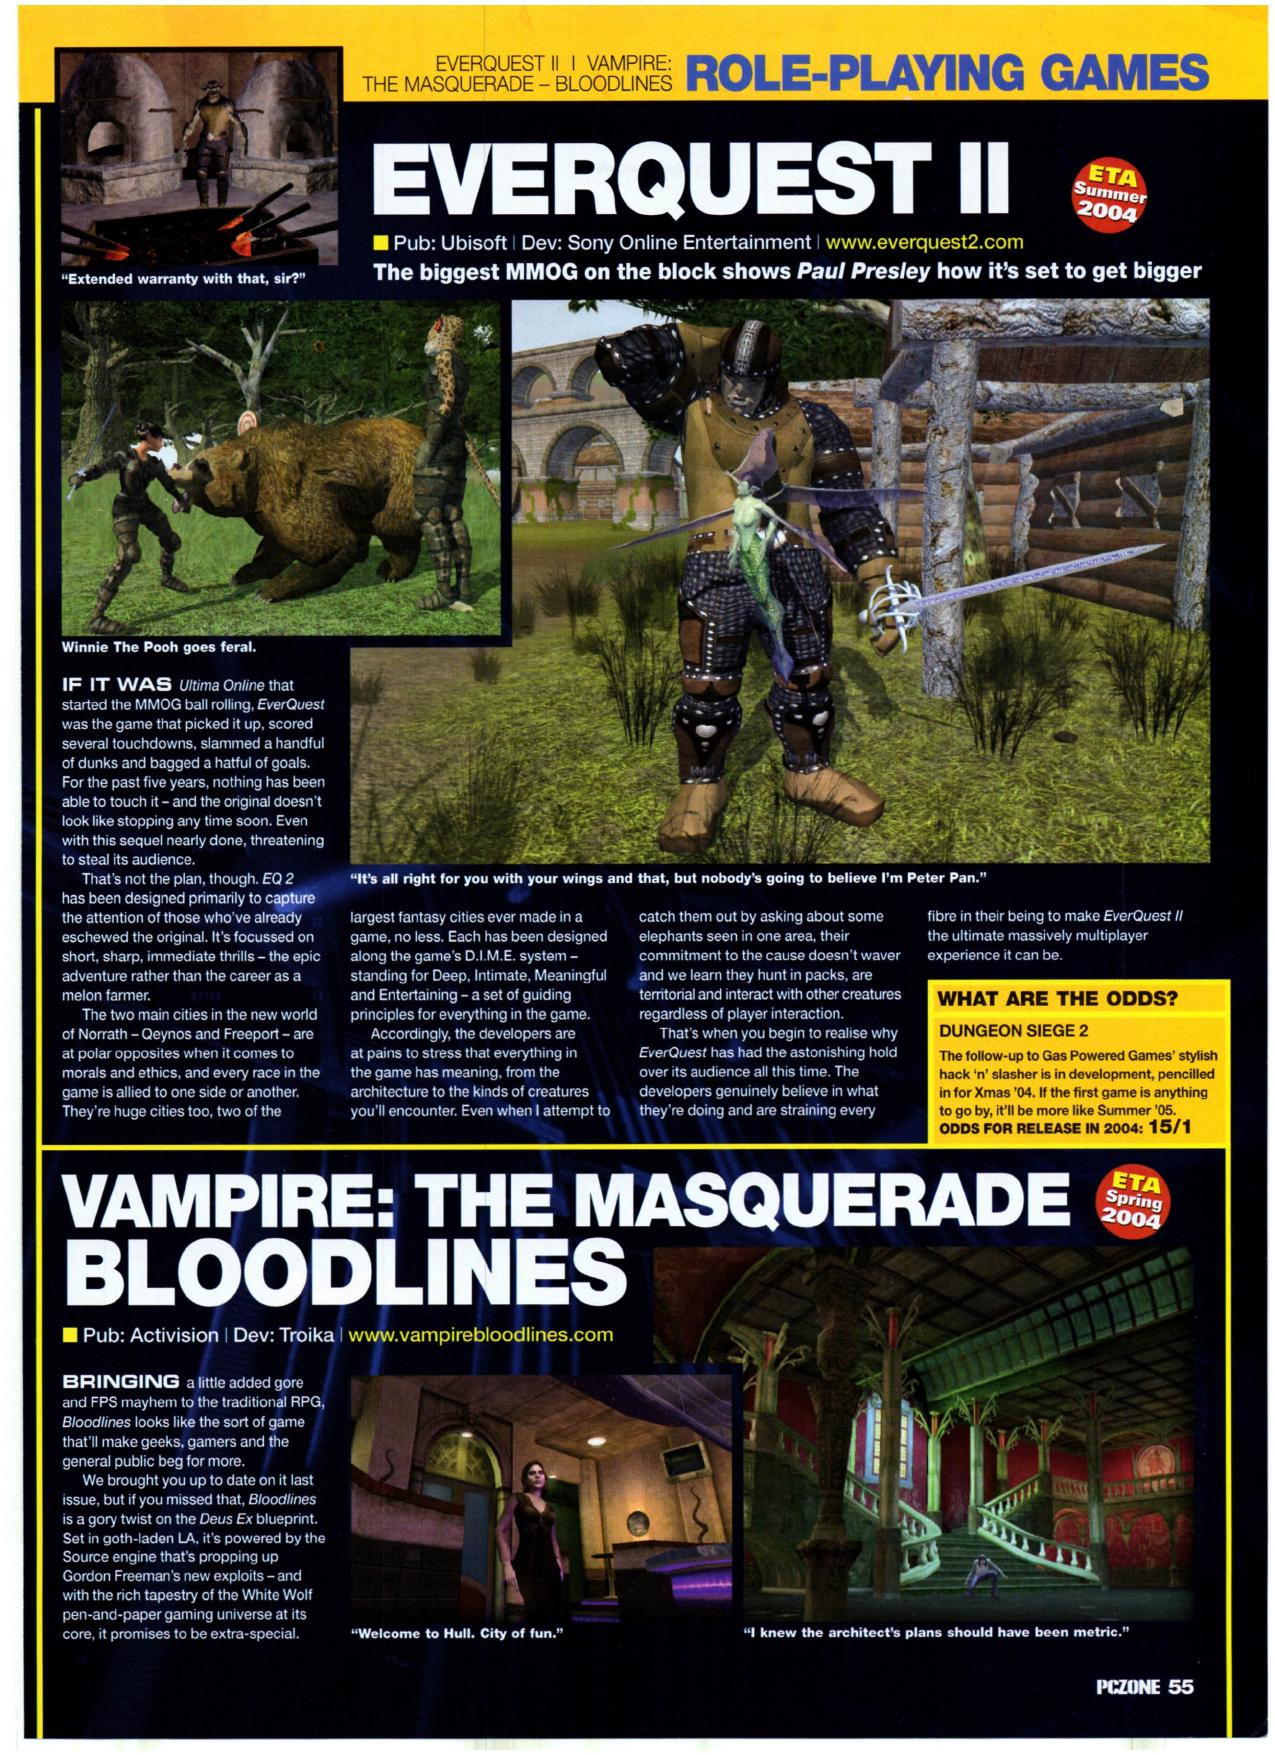 EVERQUEST II | VAMPIRE:
THE MASQUERADE – BLOODLINES
ROLE-PLAYING GAMES
EVERQUEST II
ETA
Summer
2004
Pub: Ubisoft | Dev: Sony Online Entertainment | www.everquest2.com
The biggest MMOG on the block shows Paul Presley how it's set to get bigger
"Extended warranty with that, sir?"
Winnie The Pooh goes feral.
"It's all right for you with your wings and that, but nobody's going to believe I'm Peter Pan."
IF IT WAS Ultima Online that
started the MMOG ball rolling, EverQuest
was the game that picked it up, scored
several touchdowns, slammed a handful
of dunks and bagged a hatful of goals.
For the past five years, nothing has been
able to touch it – and the original doesn't
look like stopping any time soon. Even
with this sequel nearly done, threatening
to steal its audience.
That's not the plan, though. EQ 2
has been designed primarily to capture
the attention of those who've already
eschewed the original. It's focussed on
short, sharp, immediate thrills – the epic
adventure rather than the career as a
melon farmer.
The two main cities in the new world
of Norrath – Qeynos and Freeport – are
at polar opposites when it comes to
morals and ethics, and every race in the
game is allied to one side or another.
They're huge cities too, two of the
largest fantasy cities ever made in a
game, no less. Each has been designed
along the game's D.I.M.E. system –
standing for Deep, Intimate, Meaningful
and Entertaining – a set of guiding
principles for everything in the game.
Accordingly, the developers are
at pains to stress that everything in
the game has meaning, from the
architecture to the kinds of creatures
you'll encounter. Even when I attempt to
catch them out by asking about some
elephants seen in one area, their
commitment to the cause doesn't waver
and we learn they hunt in packs, are
territorial and interact with other creatures
regardless of player interaction.
That's when you begin to realise why
EverQuest has had the astonishing hold
over its audience all this time. The
developers genuinely believe in what
they're doing and are straining every
fibre in their being to make EverQuest II
the ultimate massively multiplayer
experience it can be.
WHAT ARE THE ODDS?
DUNGEON SIEGE 2
The follow-up to Gas Powered Games' stylish
hack 'n' slasher is in development, pencilled
in for Xmas '04. If the first game is anything
to go by, it'll be more like Summer '05.
ODDS FOR RELEASE IN 2004: 15/1
VAMPIRE: THE MASQUERADE
BLOODLINES
ETA
Spring
2004
Pub: Activision | Dev: Troika | www.vampirebloodlines.com
BRINGING a little added gore
and FPS mayhem to the traditional RPG,
Bloodlines looks like the sort of game
that'll make geeks, gamers and the
general public beg for more.
We brought you up to date on it last
issue, but if you missed that, Bloodlines
is a gory twist on the Deus Ex blueprint.
Set in goth-laden LA, it's powered by the
Source engine that's propping up
Gordon Freeman's new exploits – and
with the rich tapestry of the White Wolf
pen-and-paper gaming universe at its
core, it promises to be extra-special.
"Welcome to Hull. City of fun."
"I knew the architect's plans should have been metric."
PCZONE 55